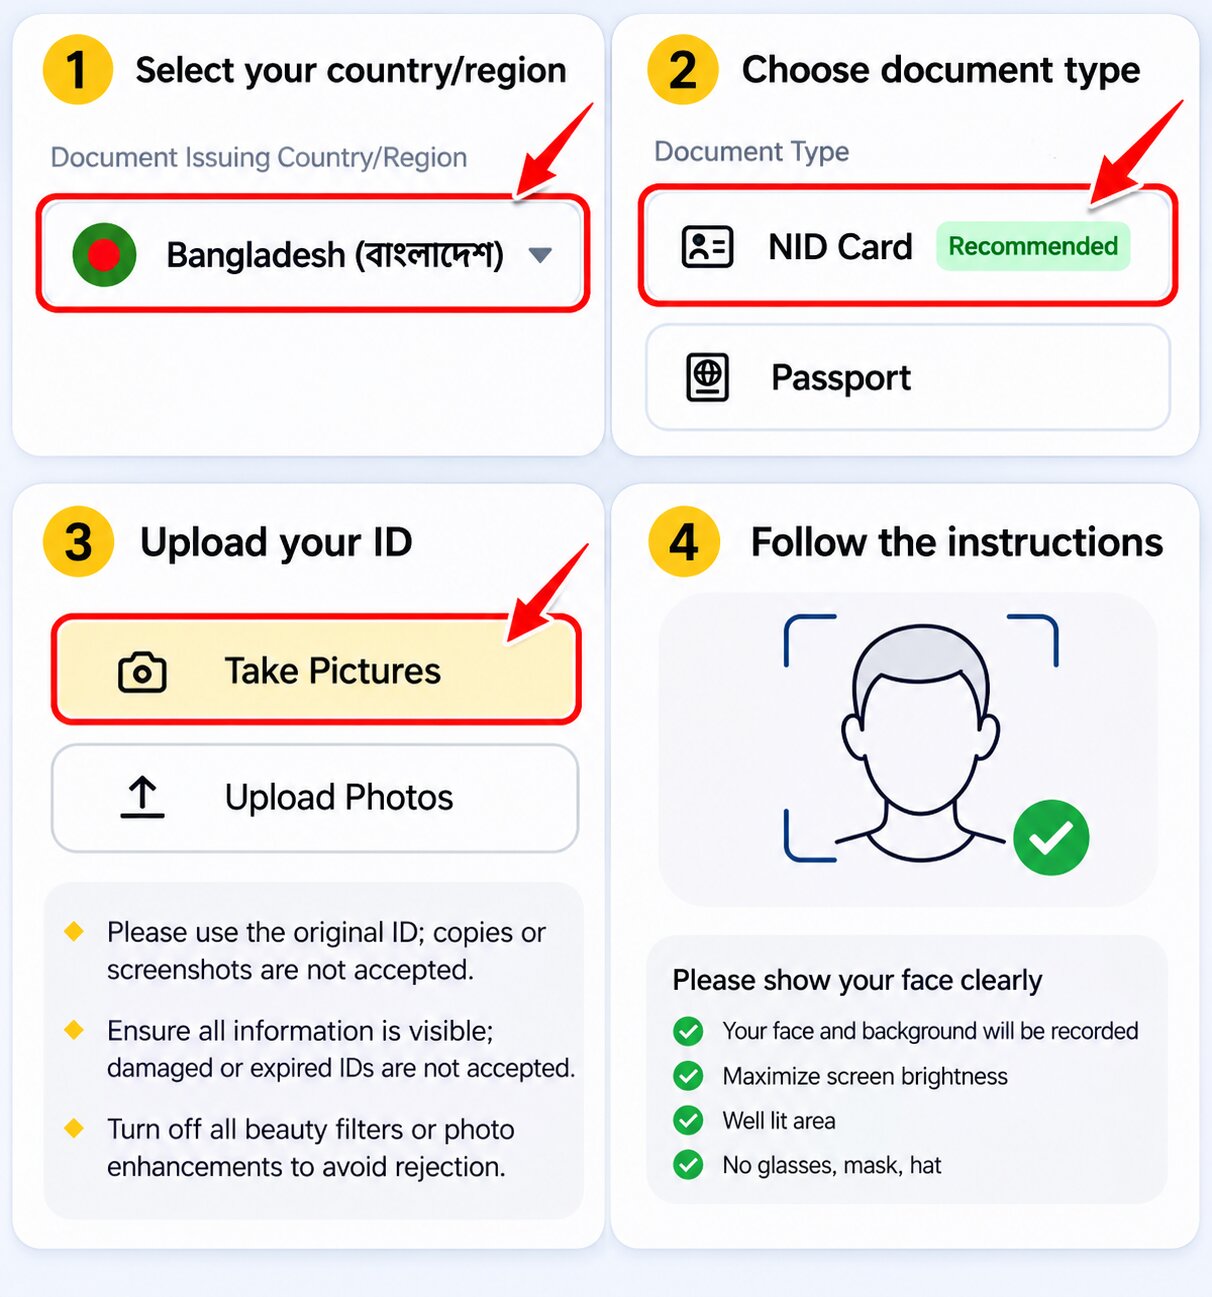 1 Select your country/region
Document Issuing Country/Region
Bangladesh (বাংলাদেশ)
2 Choose document type
Document Type
NID Card Recommended
Passport
3 Upload your ID
Take Pictures
Upload Photos
Please use the original ID; copies or
screenshots are not accepted.
Ensure all information is visible;
damaged or expired IDs are not accepted.
Turn off all beauty filters or photo
enhancements to avoid rejection.
4 Follow the instructions
Please show your face clearly
Your face and background will be recorded
Maximize screen brightness
Well lit area
No glasses, mask, hat